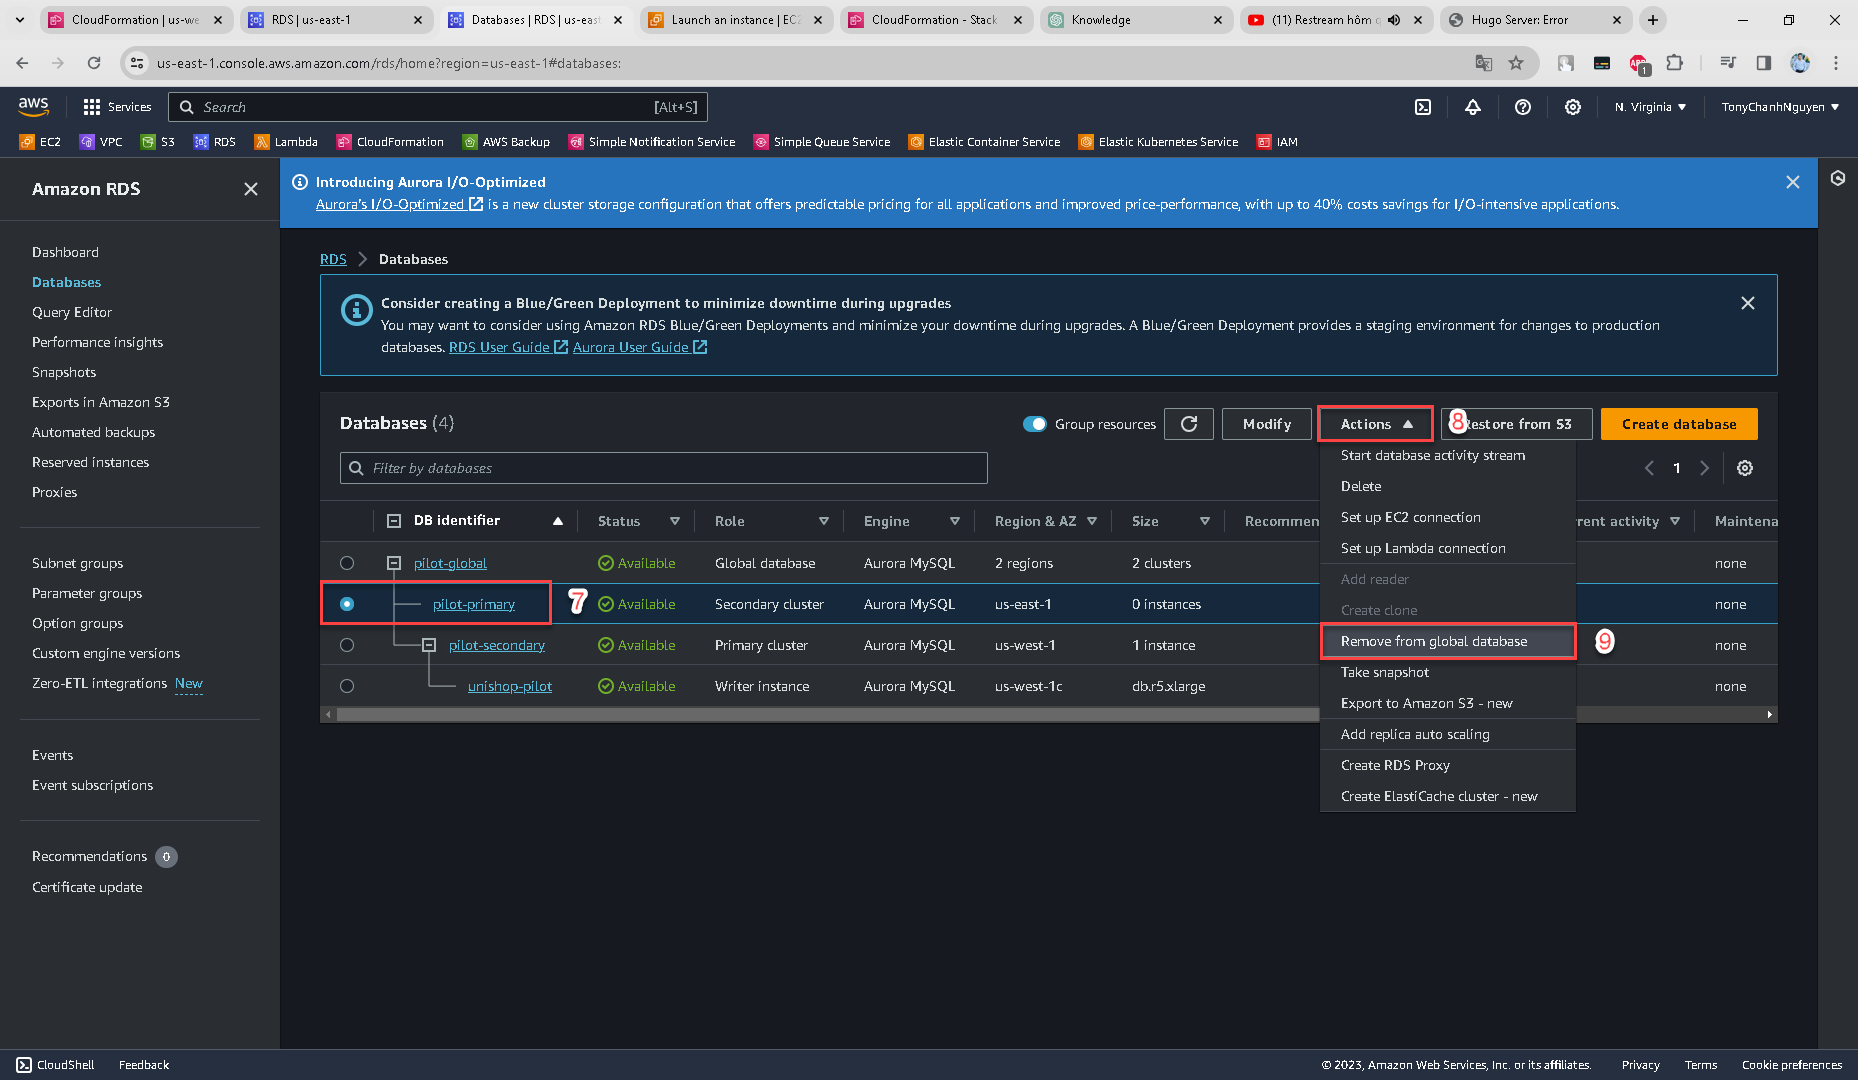 CloudFormation | us-we
RDS | us-east-1
Databases | RDS | us-east
Launch an instance | EC2
CloudFormation - Stack
Knowledge
(11) Restream hôm q
Hugo Server: Error
us-east-1.console.aws.amazon.com/rds/home?region=us-east-1#databases:
1
aws
Services
Search
[Alt+S]
N. Virginia
TonyChanhNguyen
EC2
VPC
S3
RDS
Lambda
CloudFormation
AWS Backup
Simple Notification Service
Simple Queue Service
Elastic Container Service
Elastic Kubernetes Service
IAM
Amazon RDS
Dashboard
Databases
Query Editor
Performance insights
Snapshots
Exports in Amazon S3
Automated backups
Reserved instances
Proxies
Subnet groups
Parameter groups
Option groups
Custom engine versions
Zero-ETL integrations New
Events
Event subscriptions
Recommendations 0
Certificate update
Introducing Aurora I/O-Optimized
Aurora's I/O-Optimized is a new cluster storage configuration that offers predictable pricing for all applications and improved price-performance, with up to 40% costs savings for I/O-intensive applications.
RDS > Databases
Consider creating a Blue/Green Deployment to minimize downtime during upgrades
You may want to consider using Amazon RDS Blue/Green Deployments and minimize your downtime during upgrades. A Blue/Green Deployment provides a staging environment for changes to production
databases. RDS User Guide Aurora User Guide
Databases (4)
Group resources
Modify
Actions
8
estore from S3
Create database
Filter by databases
1
DB identifier
Status
Role
Engine
Region & AZ
Size
Recommen
rent activity
Maintena
pilot-global
Available
Global database
Aurora MySQL
2 regions
2 clusters
none
pilot-primary
7
Available
Secondary cluster
Aurora MySQL
us-east-1
0 instances
none
pilot-secondary
Available
Primary cluster
Aurora MySQL
us-west-1
1 instance
none
unishop-pilot
Available
Writer instance
Aurora MySQL
us-west-1c
db.r5.xlarge
none
Start database activity stream
Delete
Set up EC2 connection
Set up Lambda connection
Add reader
Create clone
Remove from global database
9
Take snapshot
Export to Amazon S3 - new
Add replica auto scaling
Create RDS Proxy
Create ElastiCache cluster - new
CloudShell
Feedback
© 2023, Amazon Web Services, Inc. or its affiliates.
Privacy
Terms
Cookie preferences